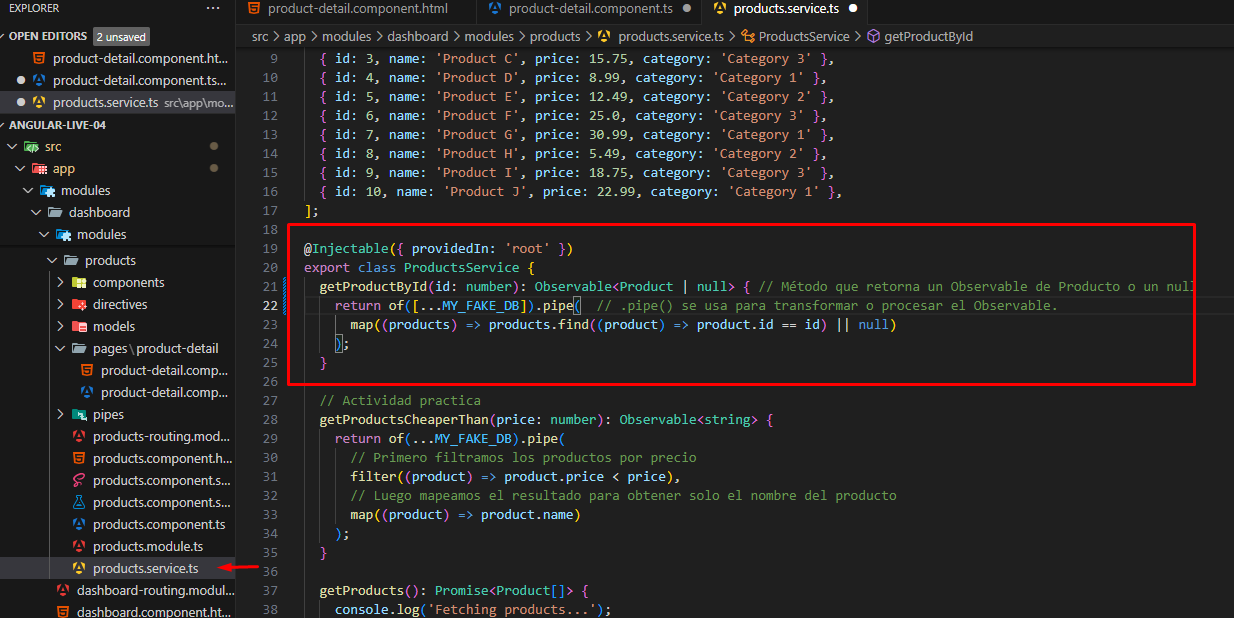 EXPLORER
···
OPEN EDITORS 2 unsaved
product-detail.component.ht...
product-detail.component.ts...
products.service.ts src\app\mo...
ANGULAR-LIVE-04
src
app
modules
dashboard
modules
products
components
directives
models
pages\product-detail
product-detail.comp...
product-detail.comp...
pipes
products-routing.mod...
products.component.h...
products.component.s...
products.component.s...
products.component.ts
products.module.ts
products.service.ts
dashboard-routing.modul...
dashboard.component.ht...
product-detail.component.html
product-detail.component.ts
products.service.ts
src > app > modules > dashboard > modules > products > products.service.ts > ProductsService > getProductById
9 { id: 3, name: 'Product C', price: 15.75, category: 'Category 3' },
10 { id: 4, name: 'Product D', price: 8.99, category: 'Category 1' },
11 { id: 5, name: 'Product E', price: 12.49, category: 'Category 2' },
12 { id: 6, name: 'Product F', price: 25.0, category: 'Category 3' },
13 { id: 7, name: 'Product G', price: 30.99, category: 'Category 1' },
14 { id: 8, name: 'Product H', price: 5.49, category: 'Category 2' },
15 { id: 9, name: 'Product I', price: 18.75, category: 'Category 3' },
16 { id: 10, name: 'Product J', price: 22.99, category: 'Category 1' },
17 ];
18
19 @Injectable({ providedIn: 'root' })
20 export class ProductsService {
21 getProductById(id: number): Observable<Product | null> { // Método que retorna un Observable de Producto o un null
22 return of([...MY_FAKE_DB]).pipe( // .pipe() se usa para transformar o procesar el Observable.
23 map((products) => products.find((product) => product.id == id) || null)
24 );
25 }
26
27 // Actividad practica
28 getProductsCheaperThan(price: number): Observable<string> {
29 return of(...MY_FAKE_DB).pipe(
30 // Primero filtramos los productos por precio
31 filter((product) => product.price < price),
32 // Luego mapeamos el resultado para obtener solo el nombre del producto
33 map((product) => product.name)
34 );
35 }
36
37 getProducts(): Promise<Product[]> {
38 console.log('Fetching products...');